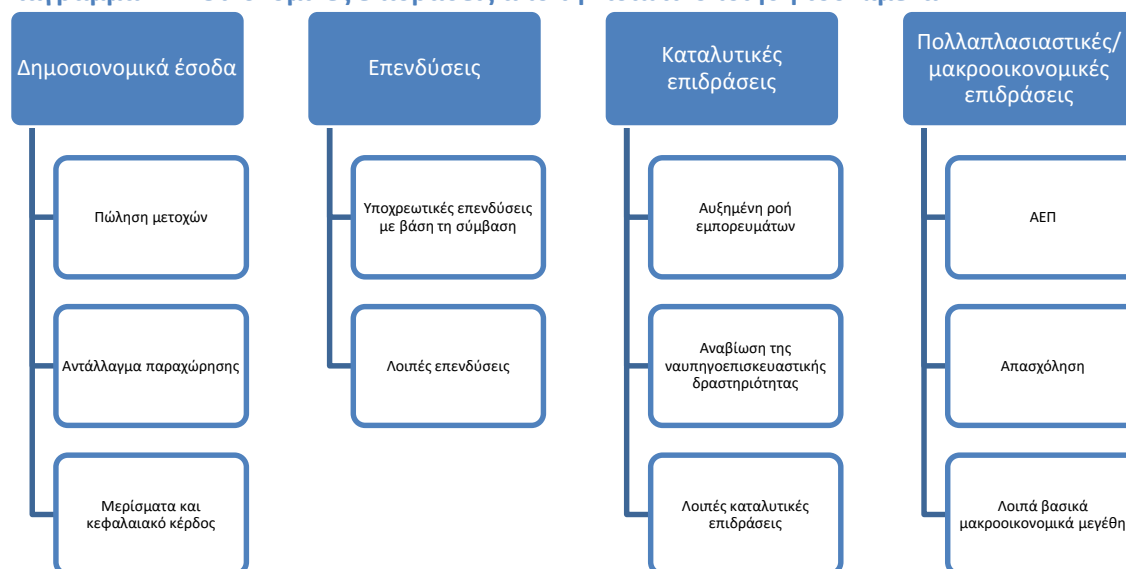 Δημοσιονομικά έσοδα
Πώληση μετοχών
Αντάλλαγμα παραχώρησης
Μερίσματα και
κεφαλαιακό κέρδος
Επενδύσεις
Υποχρεωτικές επενδύσεις
με βάση τη σύμβαση
Λοιπές επενδύσεις
Καταλυτικές
επιδράσεις
Αυξημένη ροή
εμπορευμάτων
Αναβίωση της
ναυπηγοεπισκευαστικής
δραστηριότητας
Λοιπές καταλυτικές
επιδράσεις
Πολλαπλασιαστικές/
μακροοικονομικές
επιδράσεις
ΑΕΠ
Απασχόληση
Λοιπά βασικά
μακροοικονομικά μεγέθη